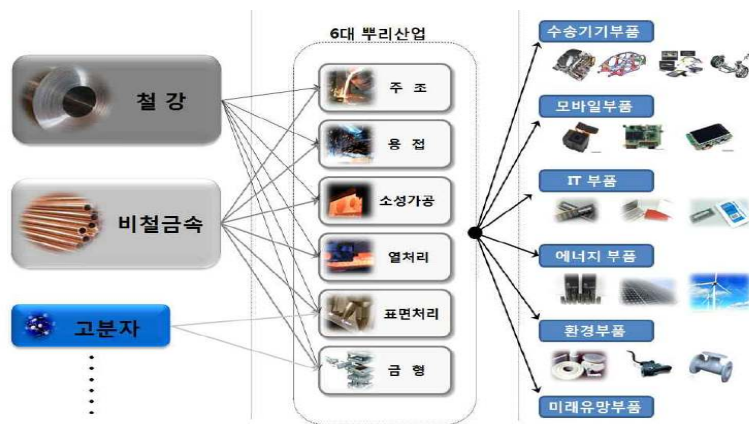 6대 뿌리산업
철 강
비철금속
고분자
주 조
용 접
소성가공
열처리
표면처리
금 형
수송기기부품
모바일부품
IT 부품
에너지 부품
환경부품
미래유망부품